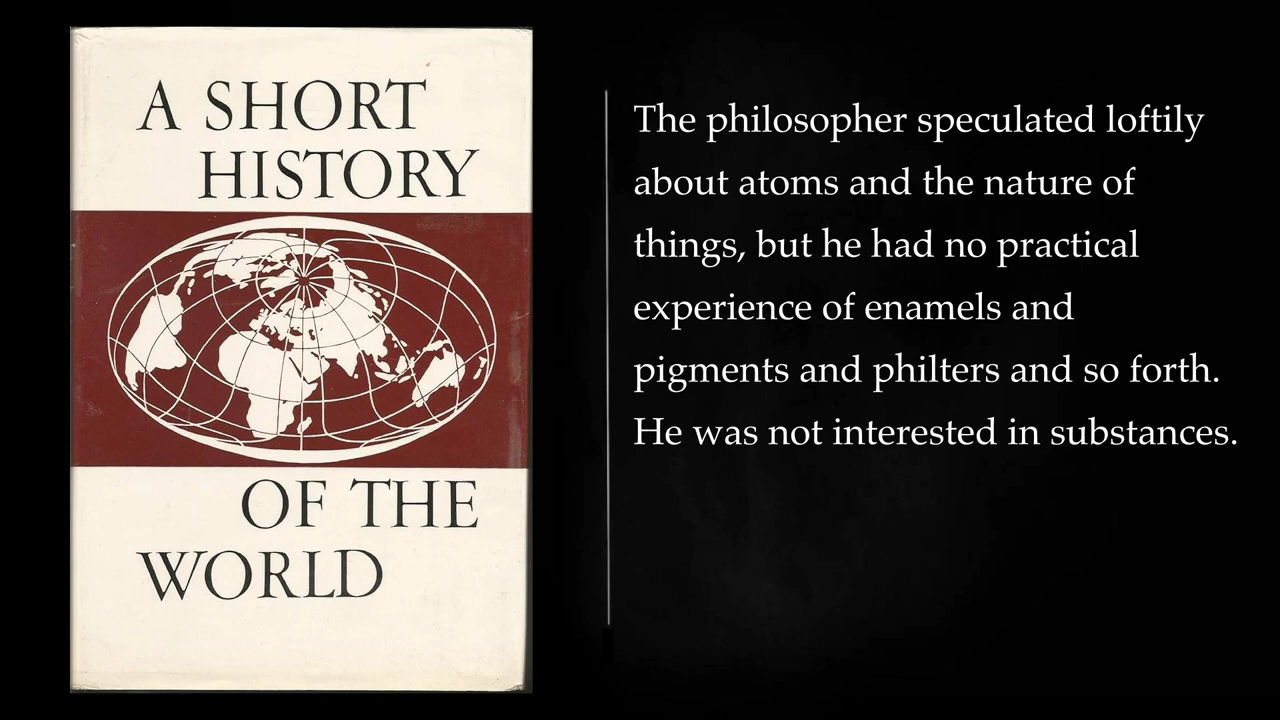 A SHORT
HISTORY
OF THE
WORLD
The philosopher speculated loftily
about atoms and the nature of
things, but he had no practical
experience of enamels and
pigments and philters and so forth.
He was not interested in substances.